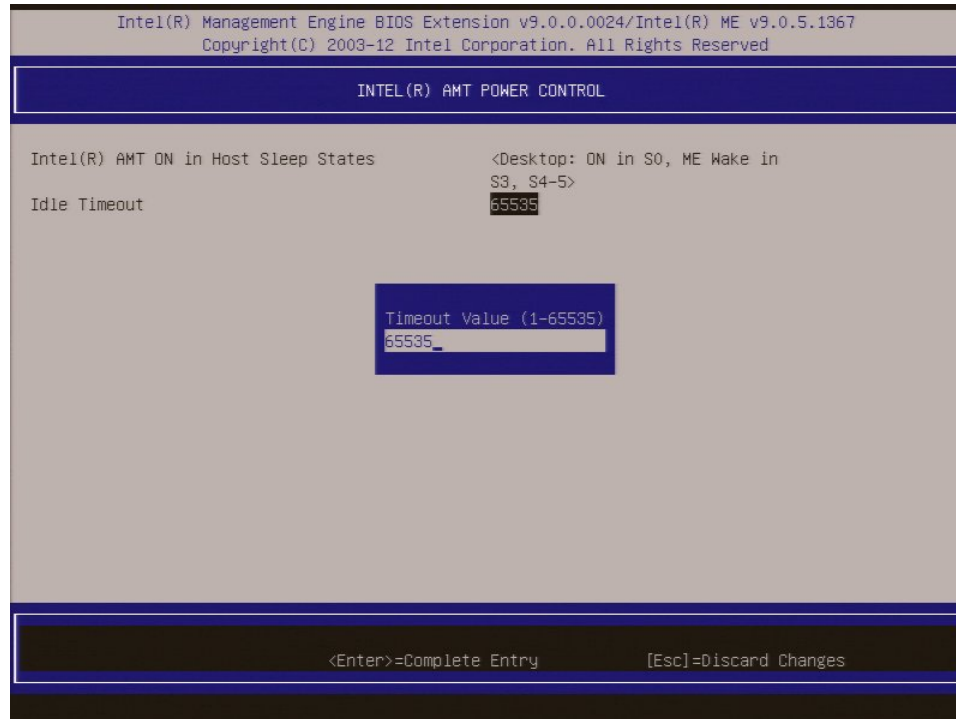 Intel(R) Management Engine BIOS Extension v9.0.0.0024/Intel(R) ME v9.0.5.1367
Copyright(C) 2003-12 Intel Corporation. All Rights Reserved
INTEL(R) AMT POWER CONTROL
Intel(R) AMT ON in Host Sleep States <Desktop: ON in S0, ME Wake in
S3, S4-5>
Idle Timeout 65535
Timeout Value (1-65535)
65535_
<Enter>=Complete Entry [Esc]=Discard Changes